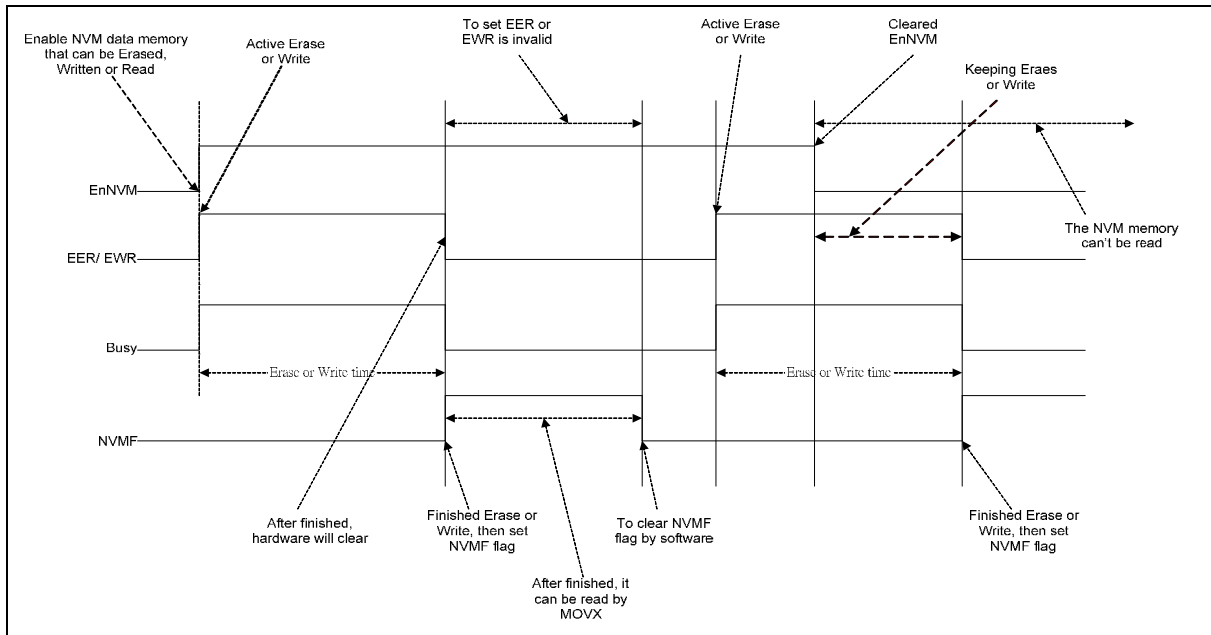 Enable NVM data memory
that can be Erased,
Written or Read
Active Erase
or Write
To set EER or
EWR is invalid
Active Erase
or Write
Cleared
EnNVM
Keeping Eraes
or Write
EnNVM
EER/ EWR
The NVM memory
can't be read
Busy
Erase or Write time
Erase or Write time
NVMF
After finished,
hardware will clear
Finished Erase or
Write, then set
NVMF flag
To clear NVMF
flag by software
Finished Erase or
Write, then set
NVMF flag
After finished, it
can be read by
MOVX